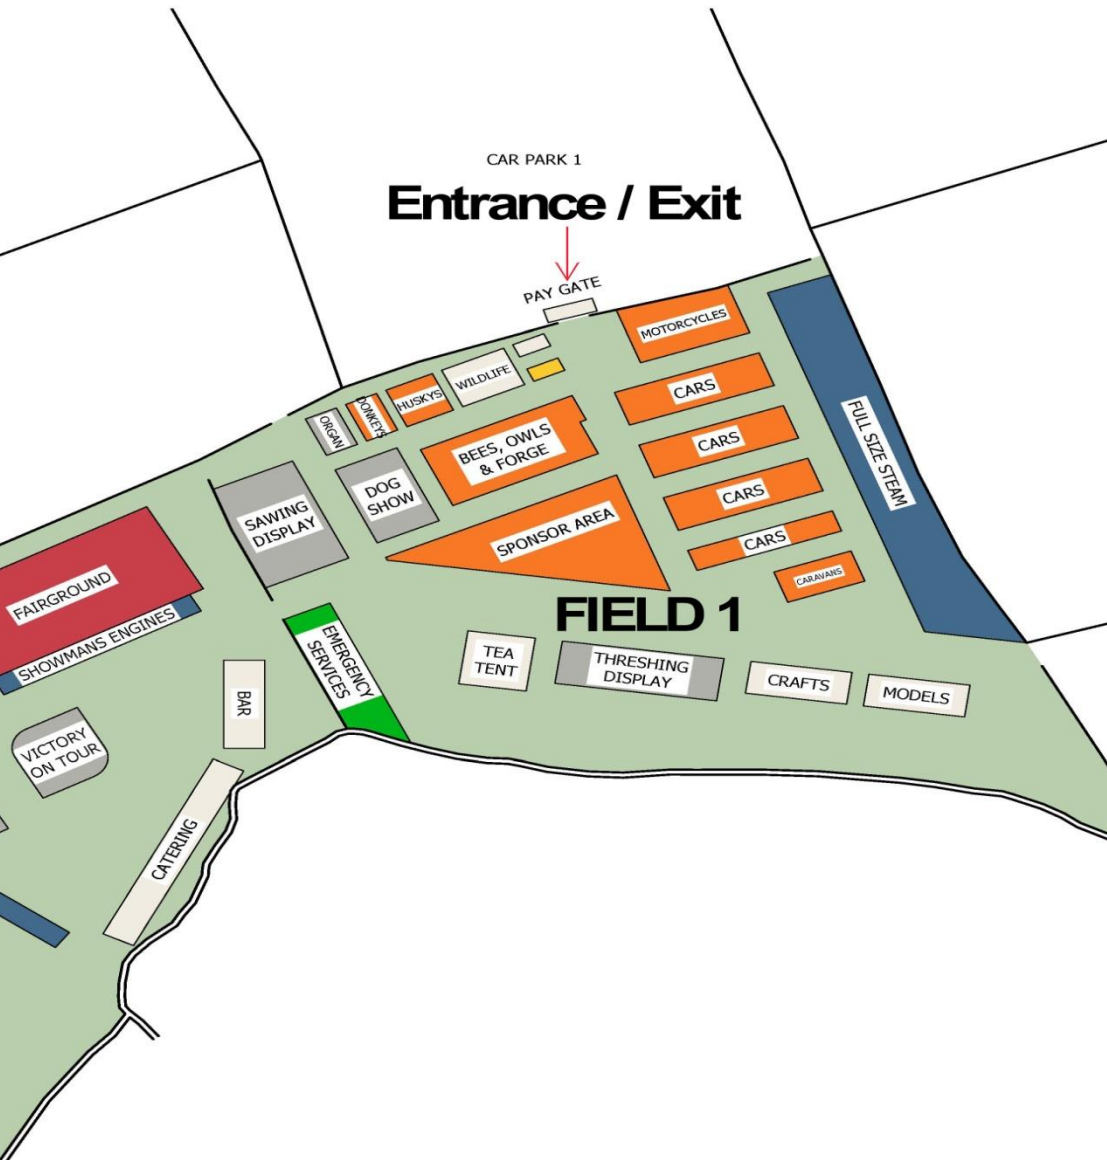 CAR PARK 1
Entrance / Exit
PAY GATE
MOTORCYCLES
WILDLIFE
HUSKYS
DONKEYS
ORGAN
CARS
CARS
CARS
CARS
CARAVANS
FULL SIZE STEAM
BEES, OWLS
& FORGE
DOG
SHOW
SAWING
DISPLAY
SPONSOR AREA
FAIRGROUND
SHOWMANS ENGINES
FIELD 1
EMERGENCY
SERVICES
TEA
TENT
THRESHING
DISPLAY
CRAFTS
MODELS
BAR
VICTORY
ON TOUR
CATERING